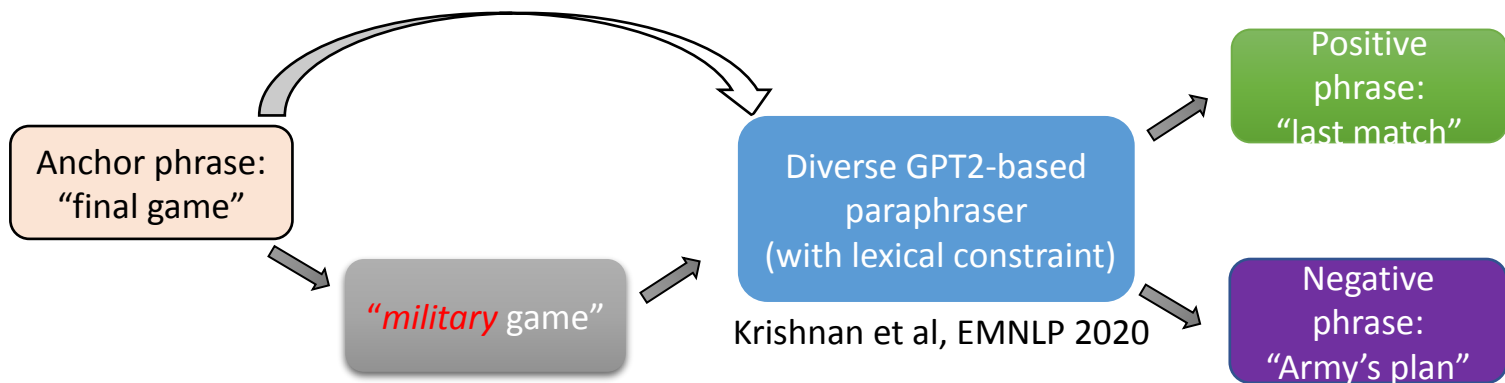 Anchor phrase:
“final game”
“military game”
Diverse GPT2-based
paraphraser
(with lexical constraint)
Krishnan et al, EMNLP 2020
Positive
phrase:
“last match”
Negative
phrase:
“Army’s plan”